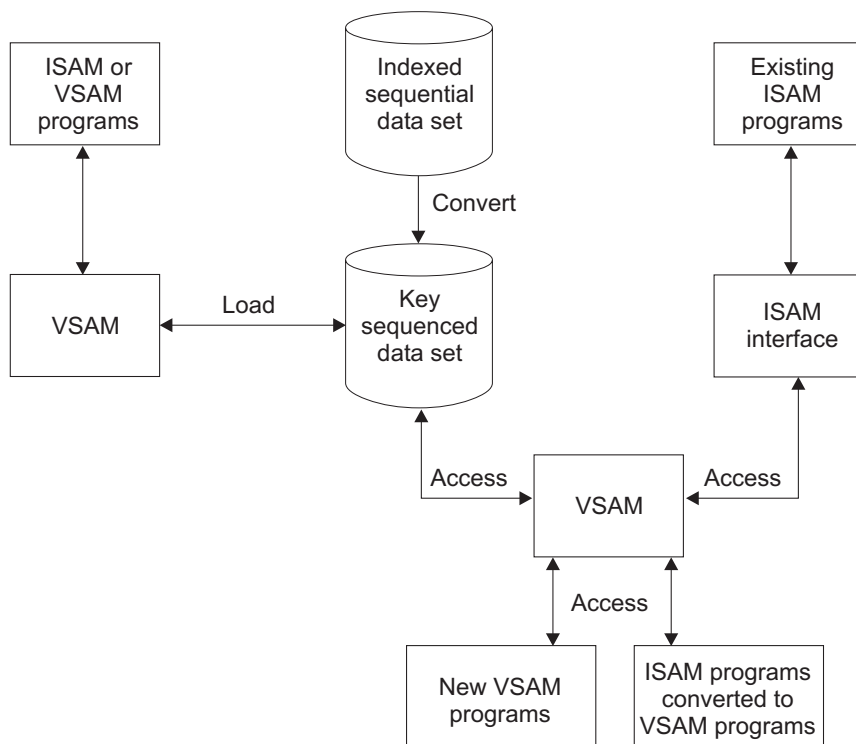 ISAM or
VSAM
programs
Indexed
sequential
data set
Existing
ISAM
programs
Convert
VSAM
Load
Key
sequenced
data set
ISAM
interface
Access
VSAM
Access
Access
New VSAM
programs
ISAM programs
converted to
VSAM programs